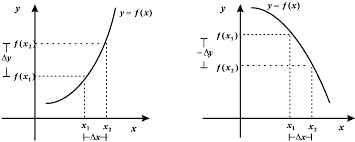 y
y = f(x)
f(x₂)
Δy
f(x₁)
x₁ x₂ x
Δx
y
y = f(x)
f(x₁)
−Δy
f(x₂)
x₁ x₂ x
Δx